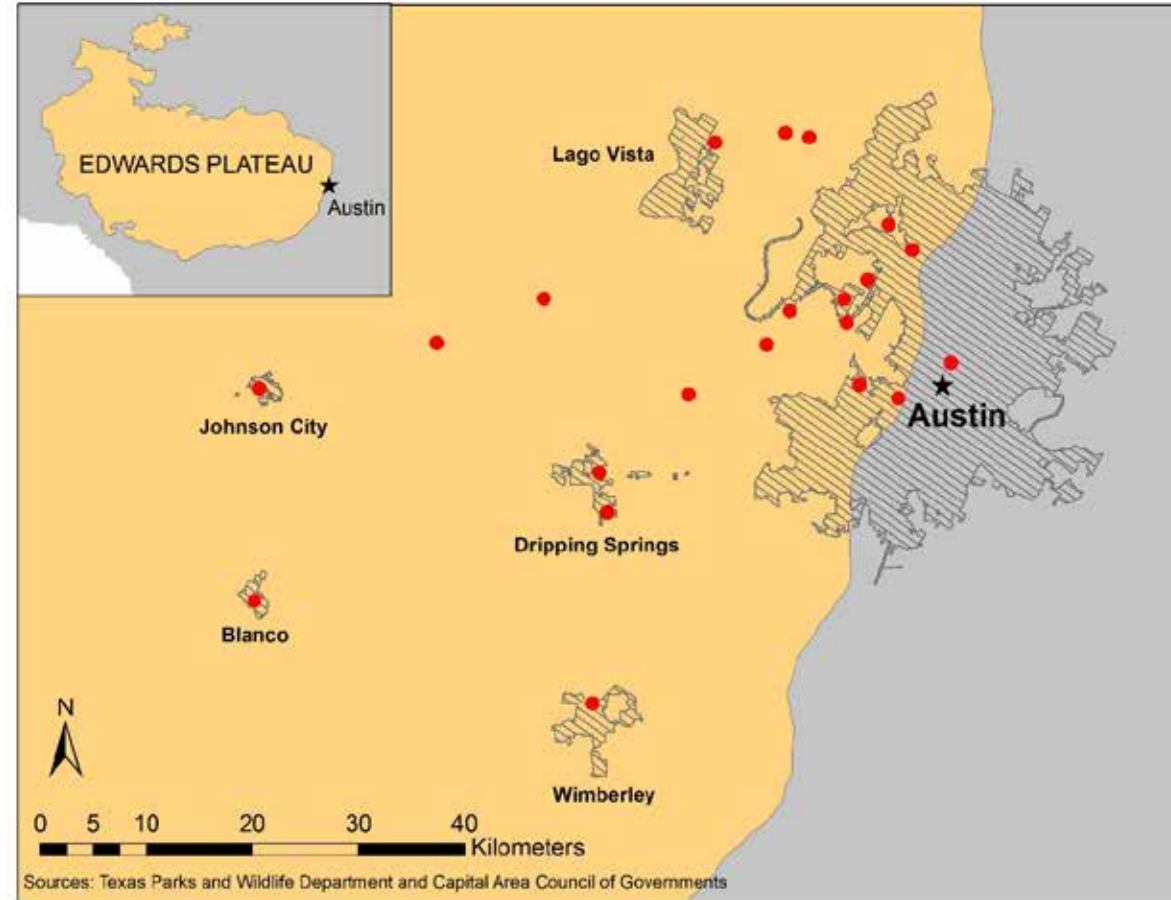 EDWARDS PLATEAU
Austin
Lago Vista
Johnson City
Austin
Dripping Springs
Blanco
Wimberley
N
0 5 10 20 30 40
Kilometers
Sources: Texas Parks and Wildlife Department and Capital Area Council of Governments